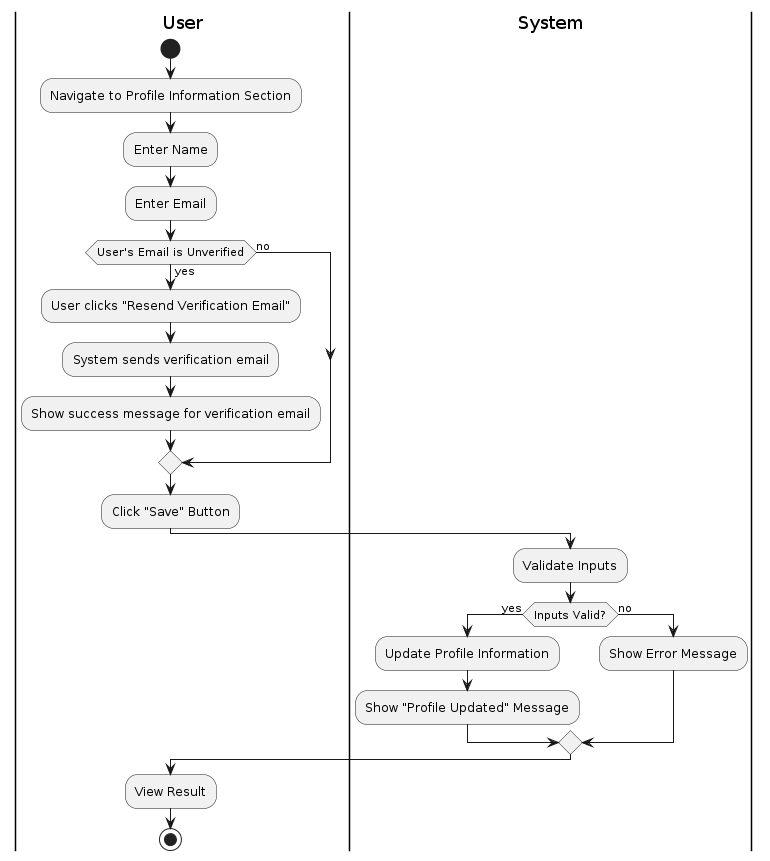 User
System
Navigate to Profile Information Section
Enter Name
Enter Email
User's Email is Unverified
no
yes
User clicks "Resend Verification Email"
System sends verification email
Show success message for verification email
Click "Save" Button
Validate Inputs
yes
Inputs Valid?
no
Update Profile Information
Show Error Message
Show "Profile Updated" Message
View Result